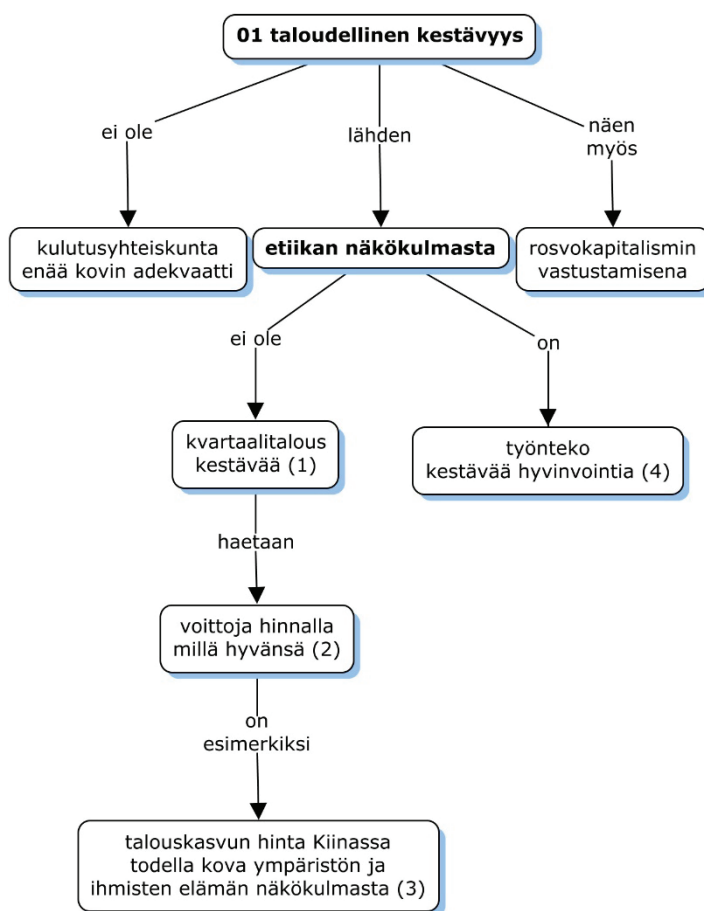 01 taloudellinen kestävyys
ei ole
lähden
näen
myös
kulutusyhteiskunta
enää kovin adekvaatti
etiikan näkökulmasta
rosvokapitalismin
vastustamisena
ei ole
on
kvartaalitalous
kestävää (1)
työnteko
kestävää hyvinvointia (4)
haetaan
voittoja hinnalla
millä hyvänsä (2)
on
esimerkiksi
talouskasvun hinta Kiinassa
todella kova ympäristön ja
ihmisten elämän näkökulmasta (3)